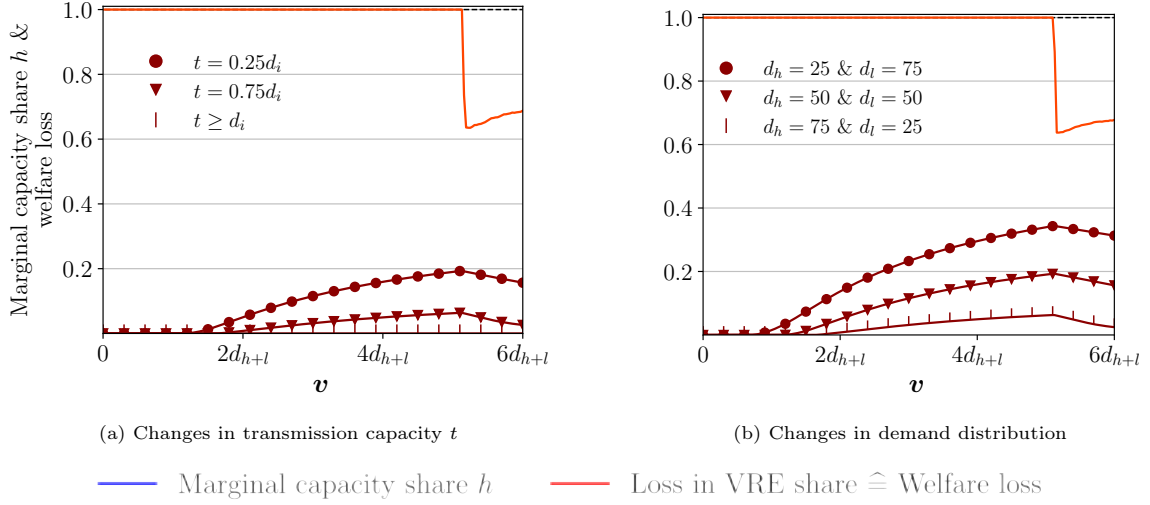 Marginal capacity share h &
welfare loss
1.0
0.8
0.6
0.4
0.2
t = 0.25d_i
t = 0.75d_i
t ≥ d_i
0
2d_{h+l}
4d_{h+l}
6d_{h+l}
v
(a) Changes in transmission capacity t
1.0
0.8
0.6
0.4
0.2
d_h = 25 & d_l = 75
d_h = 50 & d_l = 50
d_h = 75 & d_l = 25
0
2d_{h+l}
4d_{h+l}
6d_{h+l}
v
(b) Changes in demand distribution
Marginal capacity share h
Loss in VRE share ≙ Welfare loss